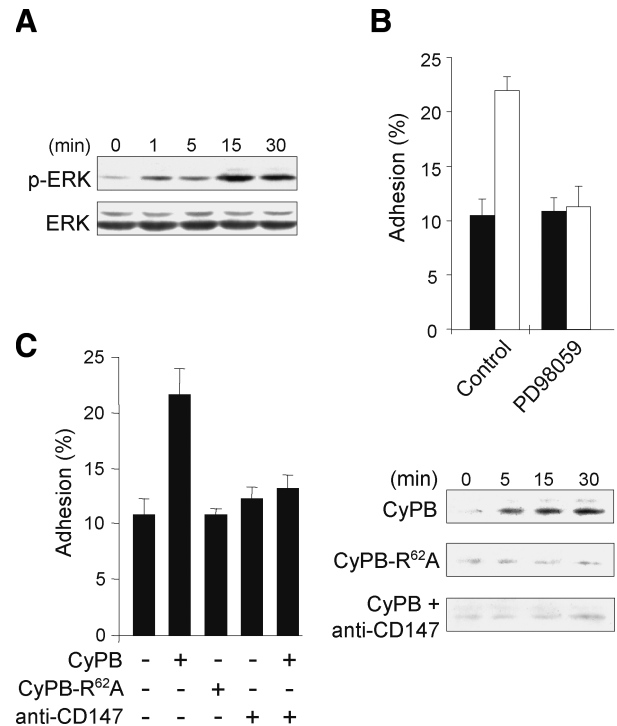 A
(min) 0 1 5 15 30
p-ERK
ERK
B
25
20
15
10
5
0
Adhesion (%)
Control
PD98059
C
25
20
15
10
5
0
Adhesion (%)
CyPB - + - - +
CyPB-R⁶²A - - + - -
anti-CD147 - - - + +
(min) 0 5 15 30
CyPB
CyPB-R⁶²A
CyPB +
anti-CD147